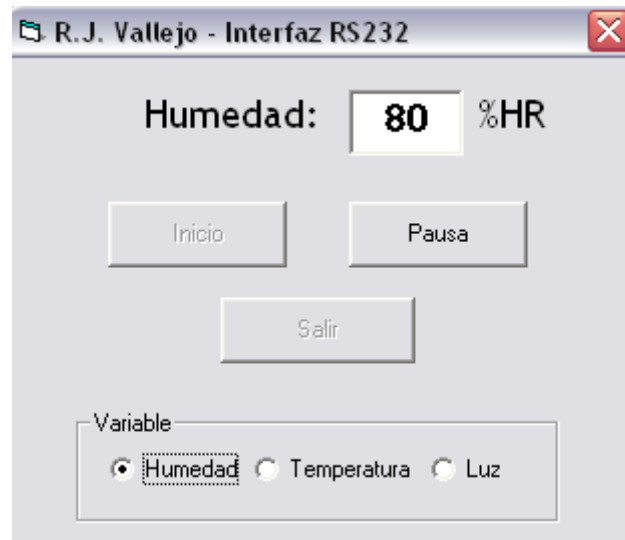 R.J. Vallejo - Interfaz RS232
Humedad: 80 %HR
Inicio Pausa
Salir
Variable
Humedad Temperatura Luz